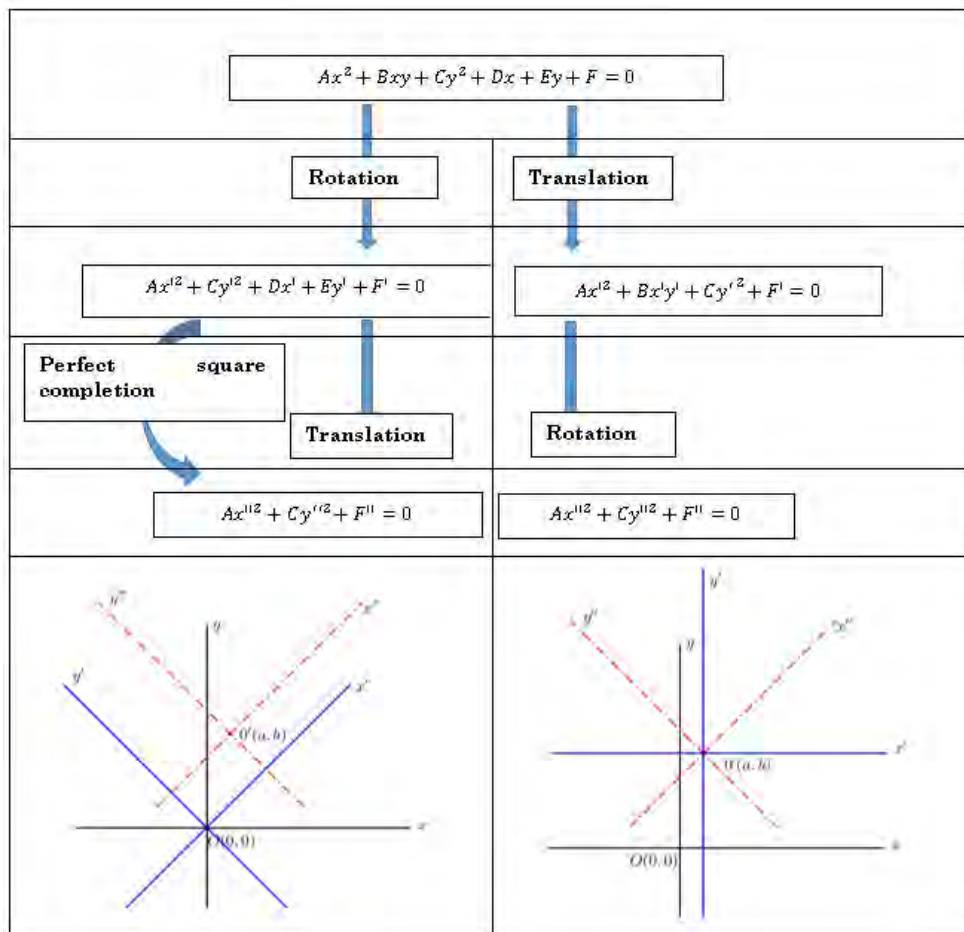 Ax² + Bxy + Cy² + Dx + Ey + F = 0
Rotation
Translation
Ax'² + Cy'² + Dx' + Ey' + F' = 0
Ax'² + Bx'y' + Cy'² + F' = 0
Perfect square
completion
Translation
Rotation
Ax''² + Cy''² + F'' = 0
Ax''² + Cy''² + F'' = 0
y''
x''
y
y'
x'
0'(a,b)
x
O(0,0)
y'
y''
x''
y
x'
(a,b)
O(0,0)